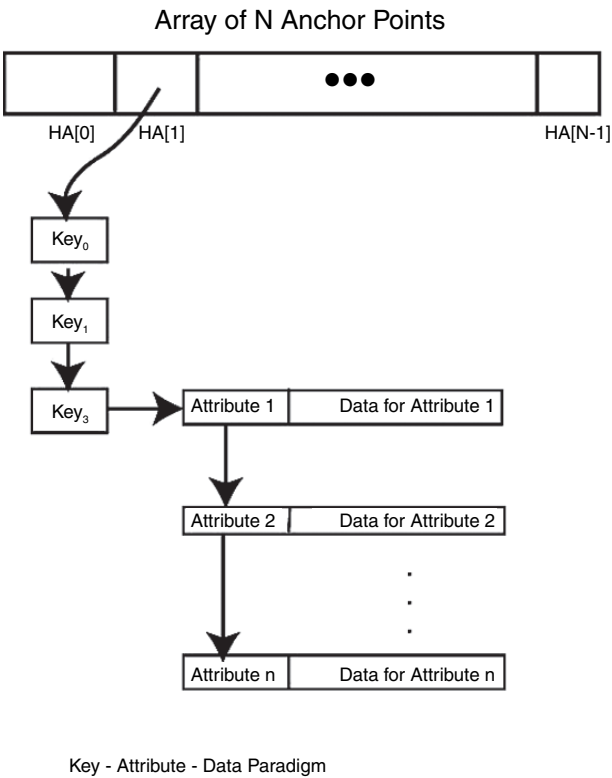 Array of N Anchor Points
HA[0] HA[1] HA[N-1]
Key₀
Key₁
Key₃ Attribute 1 Data for Attribute 1
Attribute 2 Data for Attribute 2
Attribute n Data for Attribute n
Key - Attribute - Data Paradigm